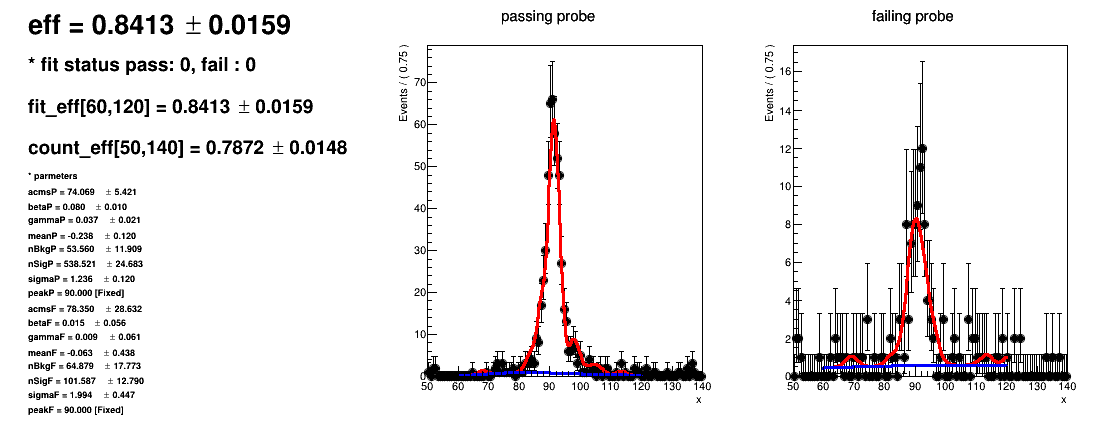 eff = 0.8413 ± 0.0159
* fit status pass: 0, fail : 0
fit_eff[60,120] = 0.8413 ± 0.0159
count_eff[50,140] = 0.7872 ± 0.0148
* parmeters
acmsP = 74.069 ± 5.421
betaP = 0.080 ± 0.010
gammaP = 0.037 ± 0.021
meanP = -0.238 ± 0.120
nBkgP = 53.560 ± 11.909
nSigP = 538.521 ± 24.683
sigmaP = 1.236 ± 0.120
peakP = 90.000 [Fixed]
acmsF = 78.350 ± 28.632
betaF = 0.015 ± 0.056
gammaF = 0.009 ± 0.061
meanF = -0.063 ± 0.438
nBkgF = 64.879 ± 17.773
nSigF = 101.587 ± 12.790
sigmaF = 1.994 ± 0.447
peakF = 90.000 [Fixed]
passing probe
Events / ( 0.75 )
70
60
50
40
30
20
10
0
50 60 70 80 90 100 110 120 130 140
x
failing probe
Events / ( 0.75 )
16
14
12
10
8
6
4
2
0
50 60 70 80 90 100 110 120 130 140
x